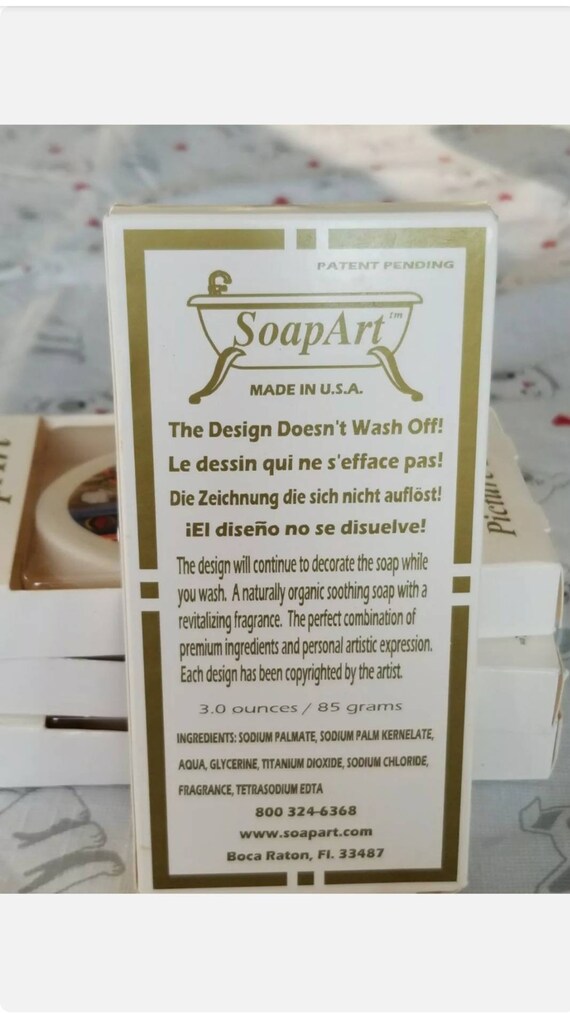 PATENT PENDING
SoapArt™
MADE IN U.S.A.
The Design Doesn't Wash Off!
Le dessin qui ne s'efface pas!
Die Zeichnung die sich nicht auflöst!
¡El diseño no se disuelve!
The design will continue to decorate the soap while
you wash. A naturally organic soothing soap with a
revitalizing fragrance. The perfect combination of
premium ingredients and personal artistic expression.
Each design has been copyrighted by the artist.
3.0 ounces / 85 grams
INGREDIENTS: SODIUM PALMATE, SODIUM PALM KERNELATE,
AQUA, GLYCERINE, TITANIUM DIOXIDE, SODIUM CHLORIDE,
FRAGRANCE, TETRASODIUM EDTA
800 324-6368
www.soapart.com
Boca Raton, Fl. 33487
Picture